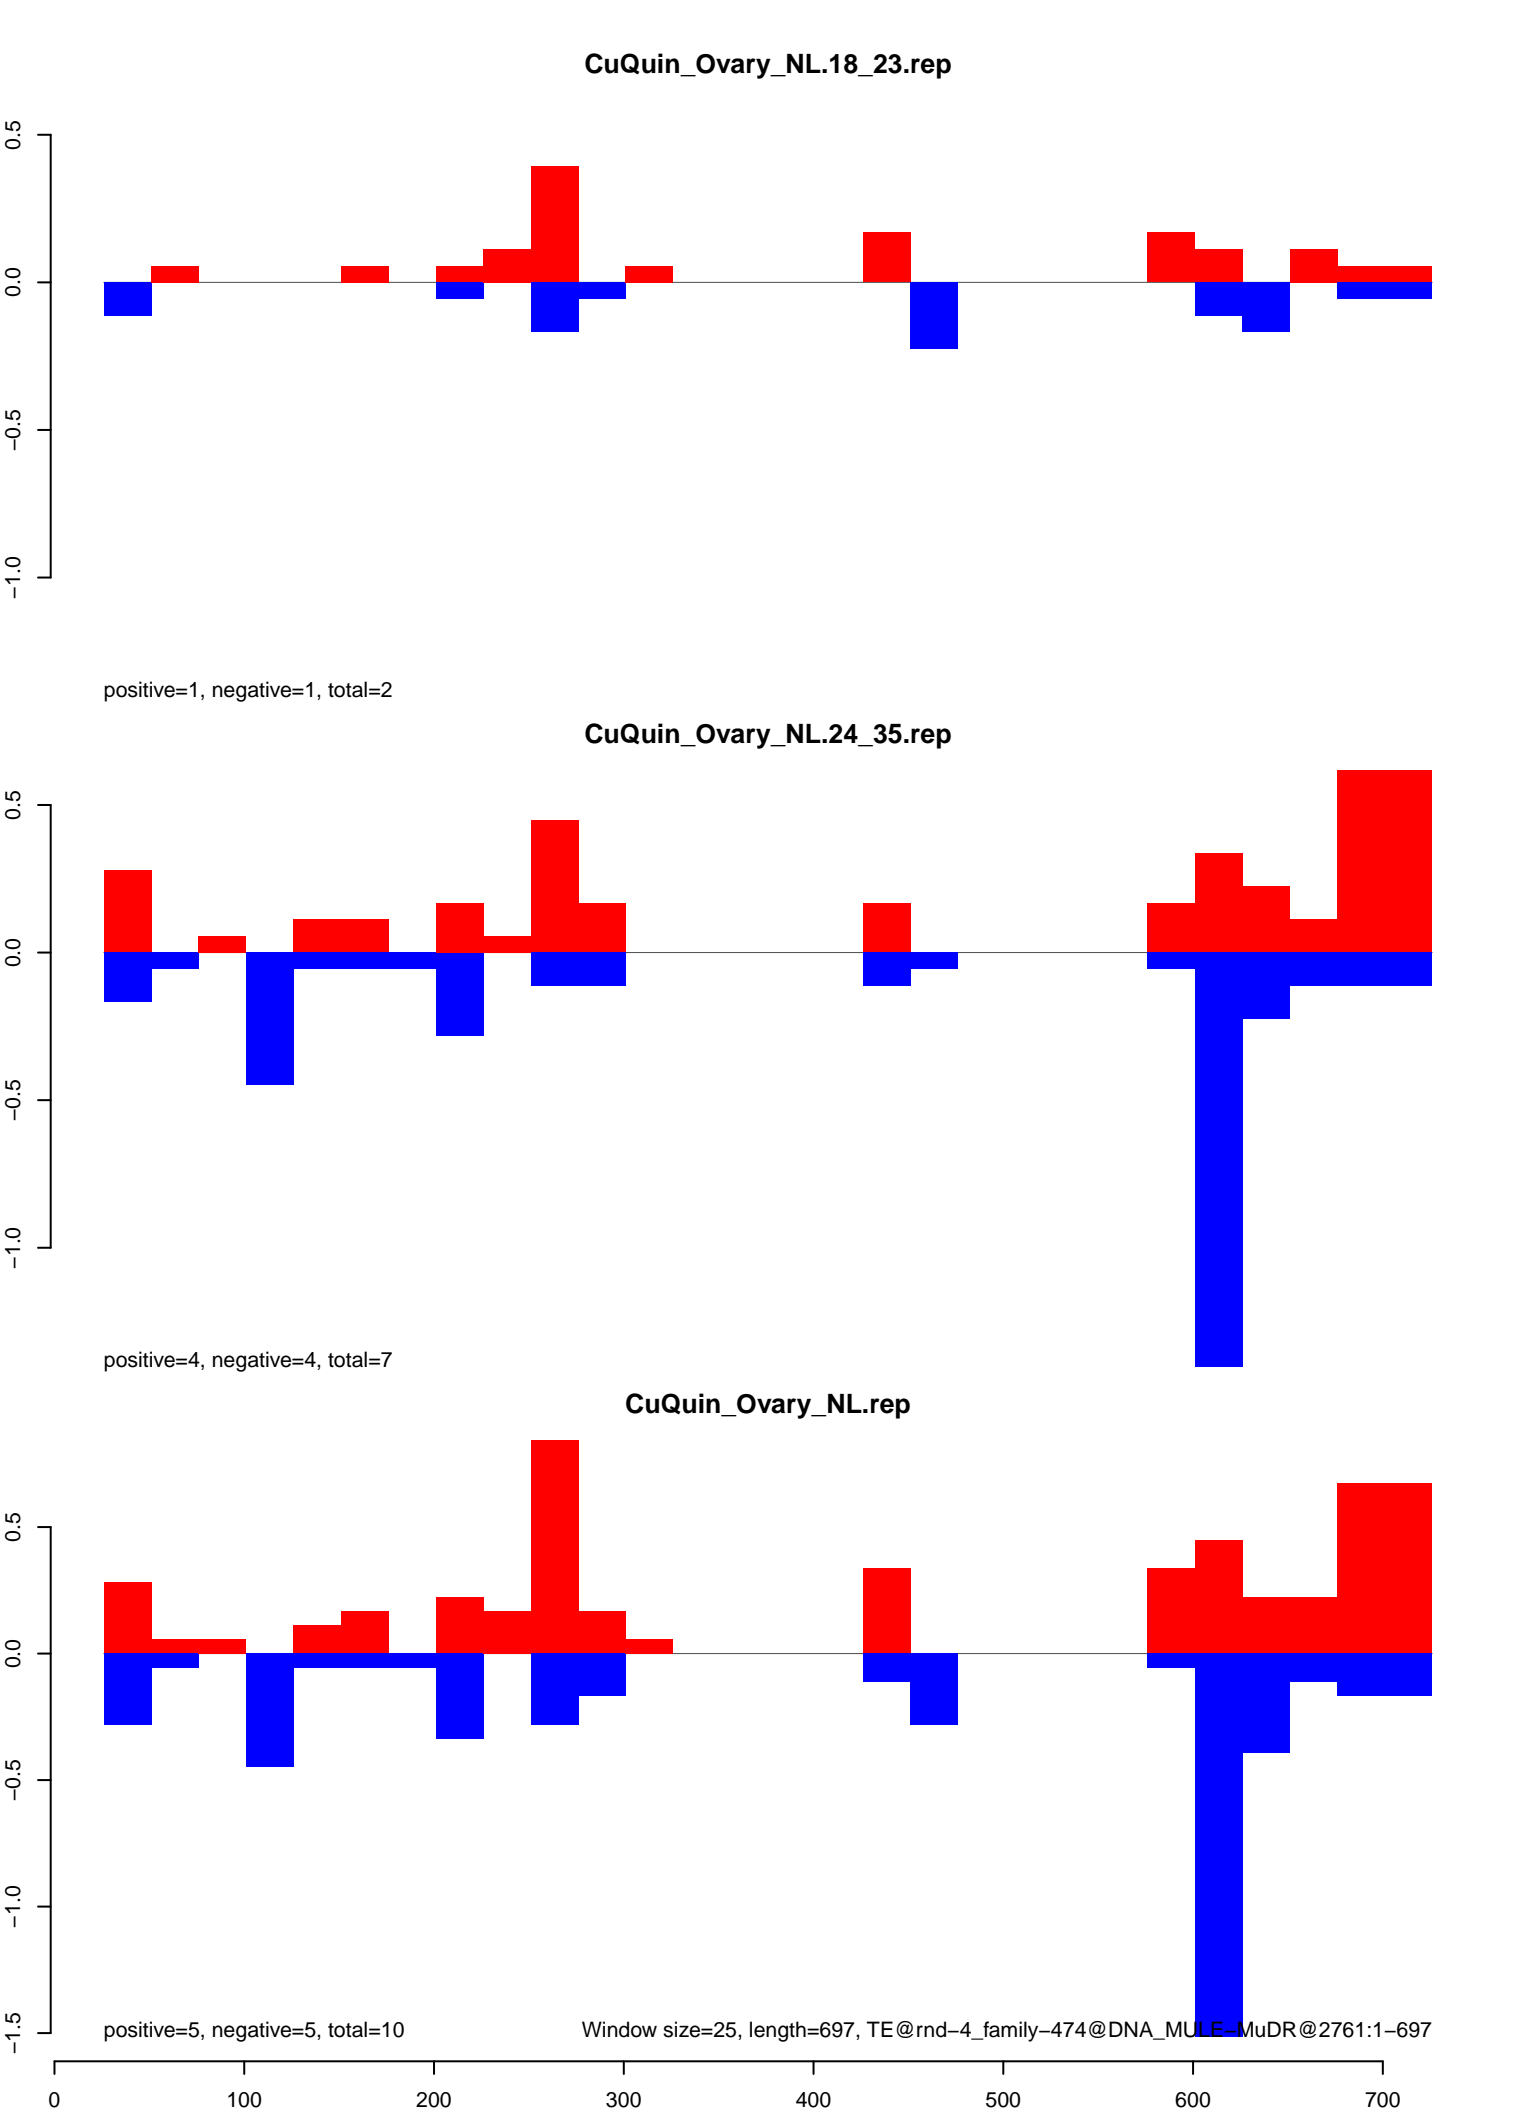 CuQuin_Ovary_NL.18_23.rep
0.5
0.0
−0.5
−1.0
positive=1, negative=1, total=2
CuQuin_Ovary_NL.24_35.rep
0.5
0.0
−0.5
−1.0
positive=4, negative=4, total=7
CuQuin_Ovary_NL.rep
0.5
0.0
−0.5
−1.0
−1.5
positive=5, negative=5, total=10
Window size=25, length=697, TE@rnd−4_family−474@DNA_MULE−MuDR@2761:1−697
0 100 200 300 400 500 600 700